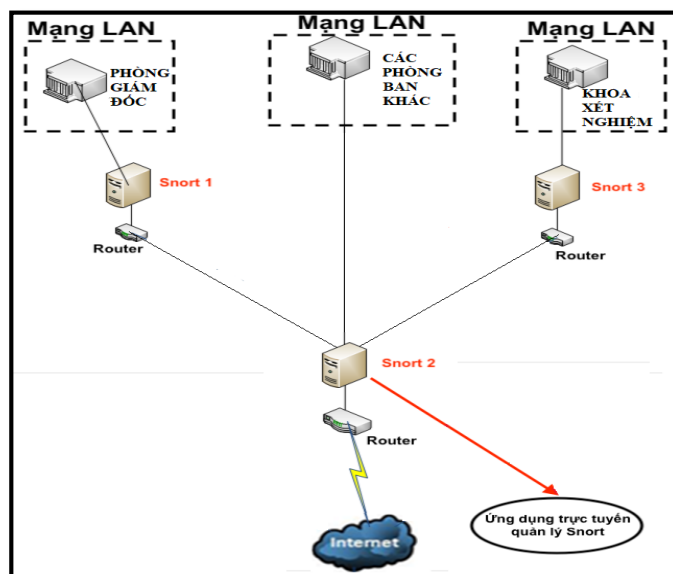 Mạng LAN
Mạng LAN
Mạng LAN
PHÒNG
GIÁM
ĐỐC
CÁC
PHÒNG
BAN
KHÁC
KHOA
XÉT
NGHIỆM
Snort 1
Snort 3
Router
Router
Snort 2
Router
Internet
Ứng dụng trực tuyến
quản lý Snort